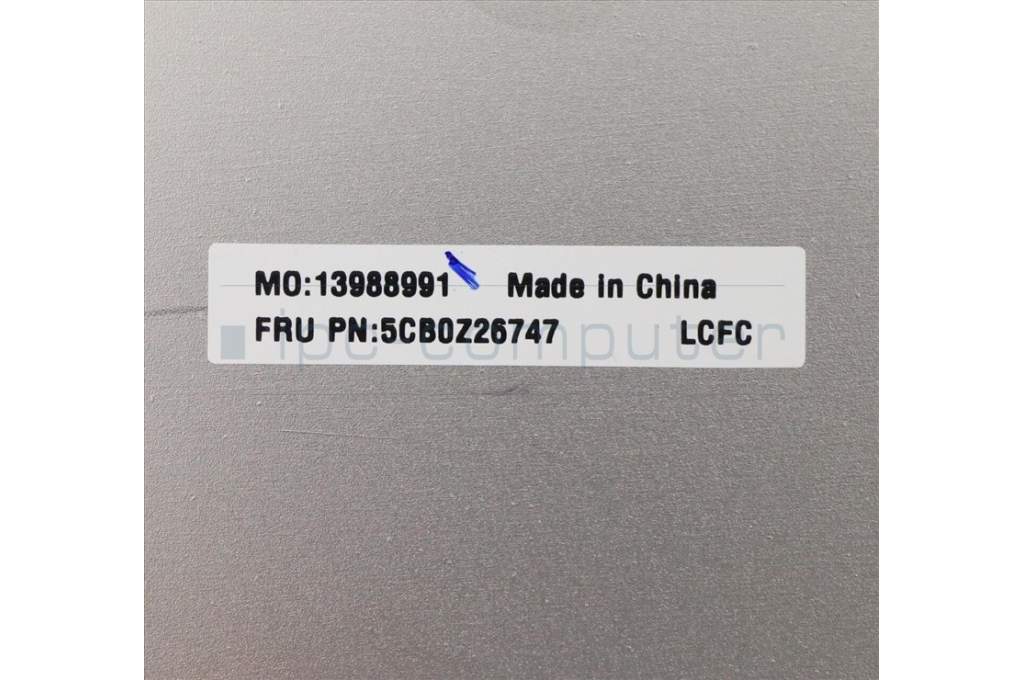 MO:13988991 Made in China
FRU PN:5CB0Z26747 LCFC
ipc-computer